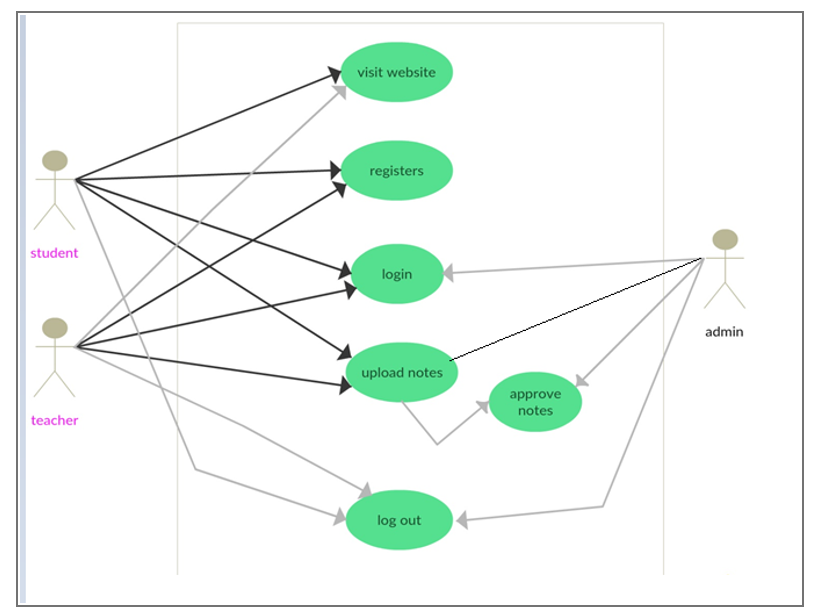 visit website
registers
student
login
admin
upload notes
approve
notes
teacher
log out